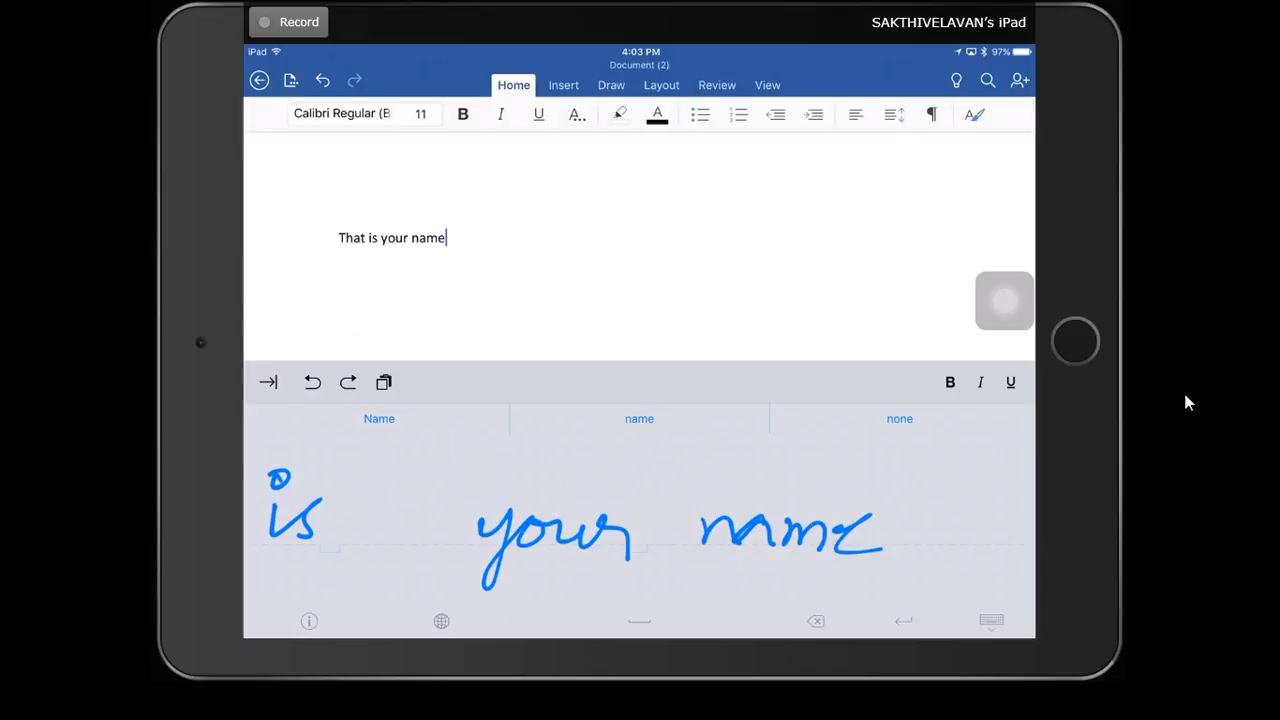 Record
SAKTHIVELAVAN's iPad
iPad 4:03 PM 97%
Document (2)
Home Insert Draw Layout Review View
Calibri Regular (B 11 B I U A.. A
That is your name
B I U
Name name none
is your name